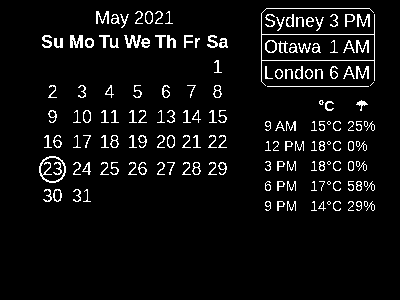 May 2021
Su Mo Tu We Th Fr Sa
1
2 3 4 5 6 7 8
9 10 11 12 13 14 15
16 17 18 19 20 21 22
23 24 25 26 27 28 29
30 31
Sydney 3 PM
Ottawa 1 AM
London 6 AM
°C ☂
9 AM 15°C 25%
12 PM 18°C 0%
3 PM 18°C 0%
6 PM 17°C 58%
9 PM 14°C 29%